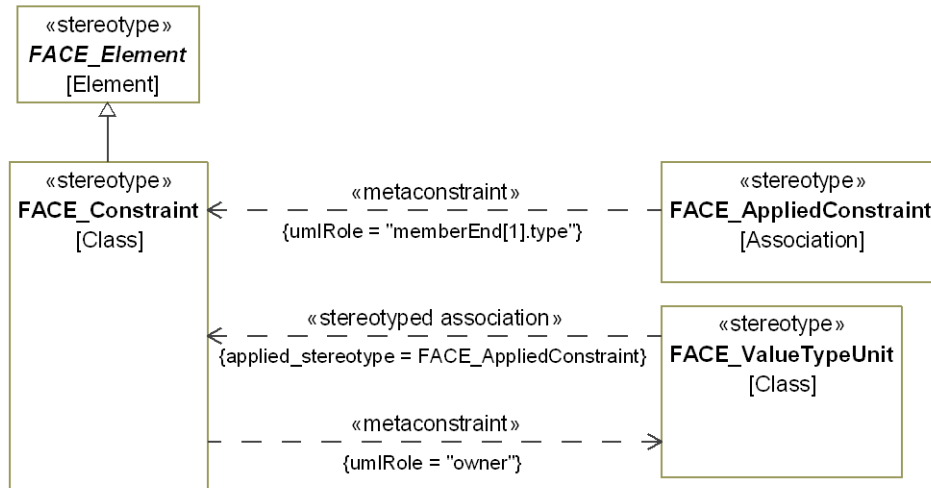 «stereotype»
FACE_Element
[Element]
«stereotype»
FACE_Constraint
[Class]
«metaconstraint»
{umlRole = "memberEnd[1].type"}
«stereotype»
FACE_AppliedConstraint
[Association]
«stereotyped association»
{applied_stereotype = FACE_AppliedConstraint}
«stereotype»
FACE_ValueTypeUnit
[Class]
«metaconstraint»
{umlRole = "owner"}